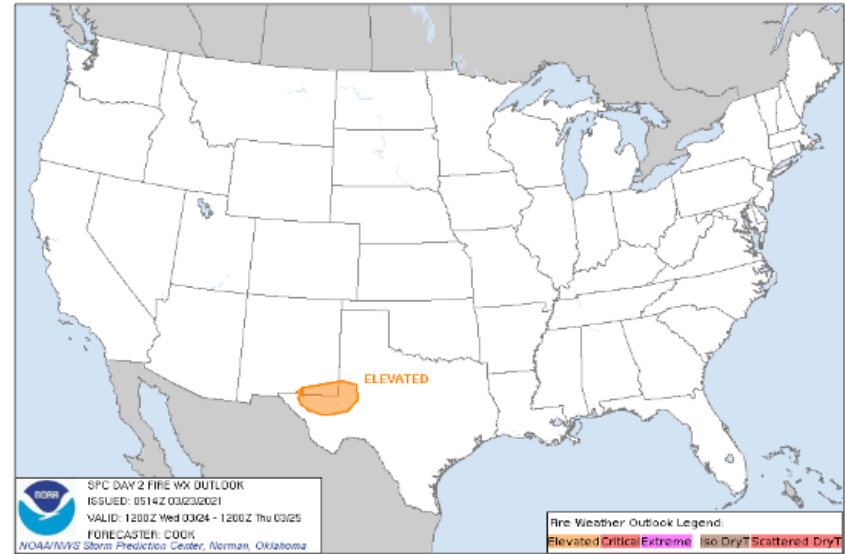 ELEVATED
NOAA
SPC DAY 2 FIRE WX OUTLOOK
ISSUED: 0514Z 03/23/2021
VALID: 1200Z Wed 03/24 - 1200Z Thu 03/25
FORECASTER: COOK
NOAA/NWS Storm Prediction Center, Norman, Oklahoma
Fire Weather Outlook Legend:
Elevated Critical Extreme Iso DryT Scattered DryT